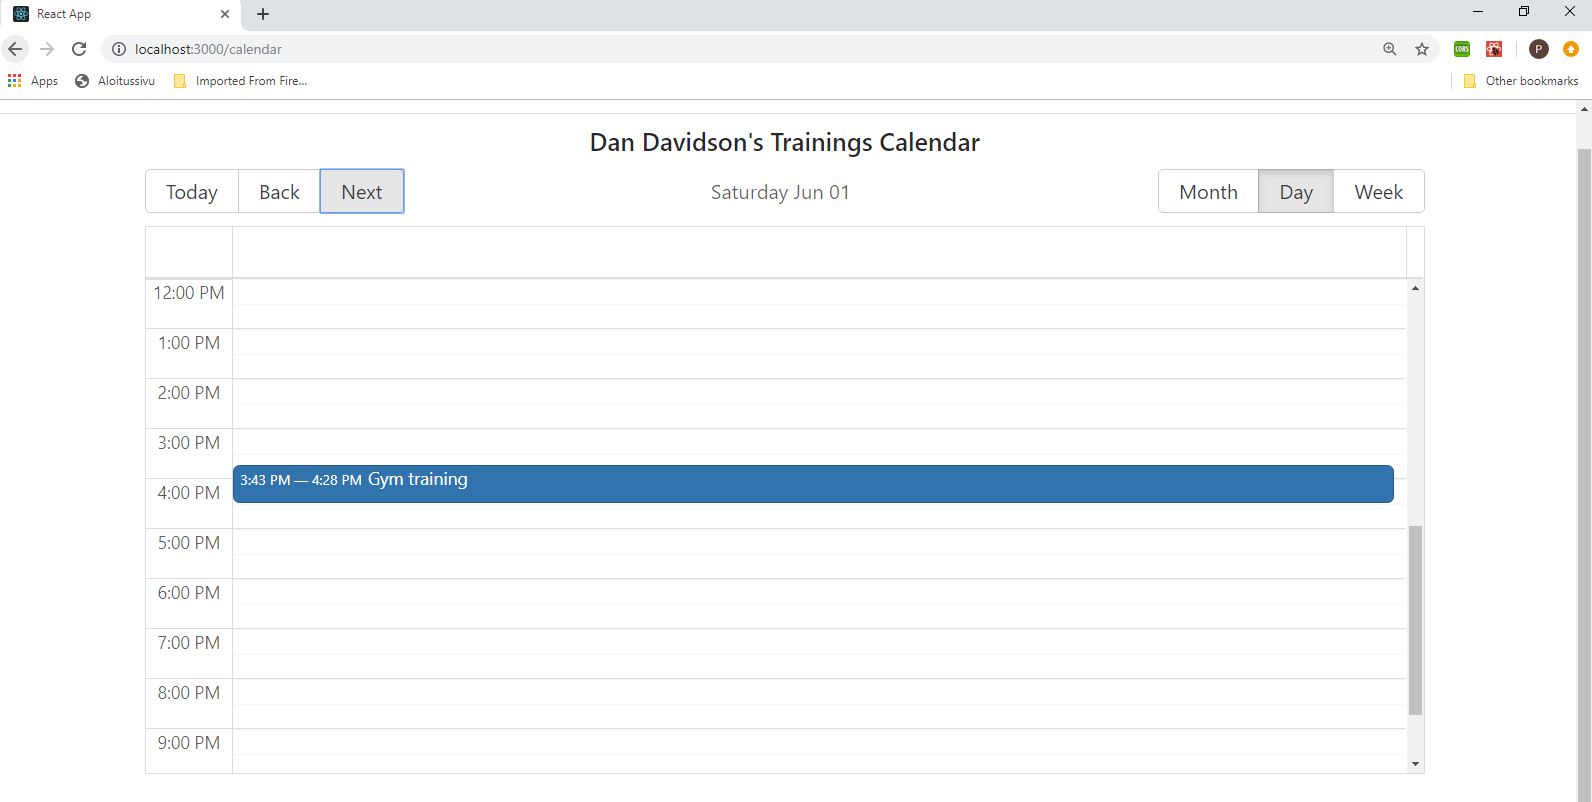 React App
localhost:3000/calendar
CORS
P
Apps Aloitussivu Imported From Fire... Other bookmarks
Dan Davidson's Trainings Calendar
Today Back Next Saturday Jun 01 Month Day Week
12:00 PM
1:00 PM
2:00 PM
3:00 PM
3:43 PM — 4:28 PM Gym training
4:00 PM
5:00 PM
6:00 PM
7:00 PM
8:00 PM
9:00 PM